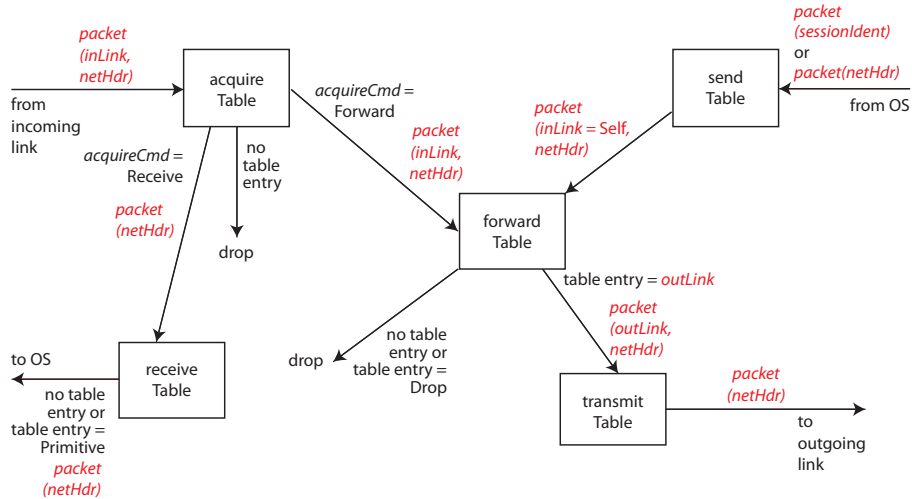 packet
(inLink,
netHdr)
from
incoming
link
acquire
Table
acquireCmd =
Forward
packet
(inLink,
netHdr)
packet
(sessionIdent)
or
packet(netHdr)
from OS
send
Table
packet
(inLink = Self,
netHdr)
acquireCmd =
Receive
packet
(netHdr)
no
table
entry
drop
forward
Table
table entry = outLink
packet
(outLink,
netHdr)
no table
entry or
table entry =
Drop
drop
to OS
receive
Table
no table
entry or
table entry =
Primitive
packet
(netHdr)
transmit
Table
packet
(netHdr)
to
outgoing
link